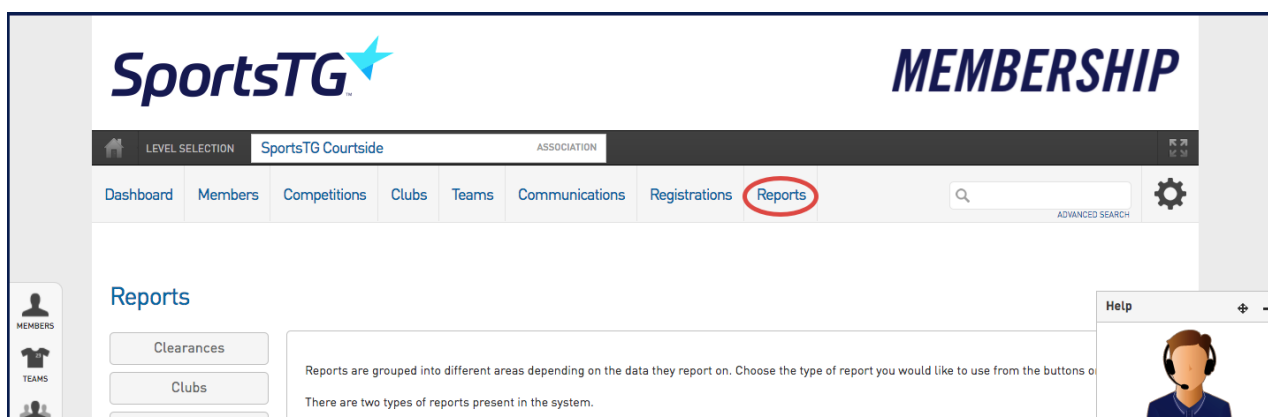 SportsTG
MEMBERSHIP
LEVEL SELECTION SportsTG Courtside ASSOCIATION
Dashboard Members Competitions Clubs Teams Communications Registrations Reports
ADVANCED SEARCH
Reports
Help
MEMBERS
Clearances
TEAMS
Clubs
Reports are grouped into different areas depending on the data they report on. Choose the type of report you would like to use from the buttons
There are two types of reports present in the system.